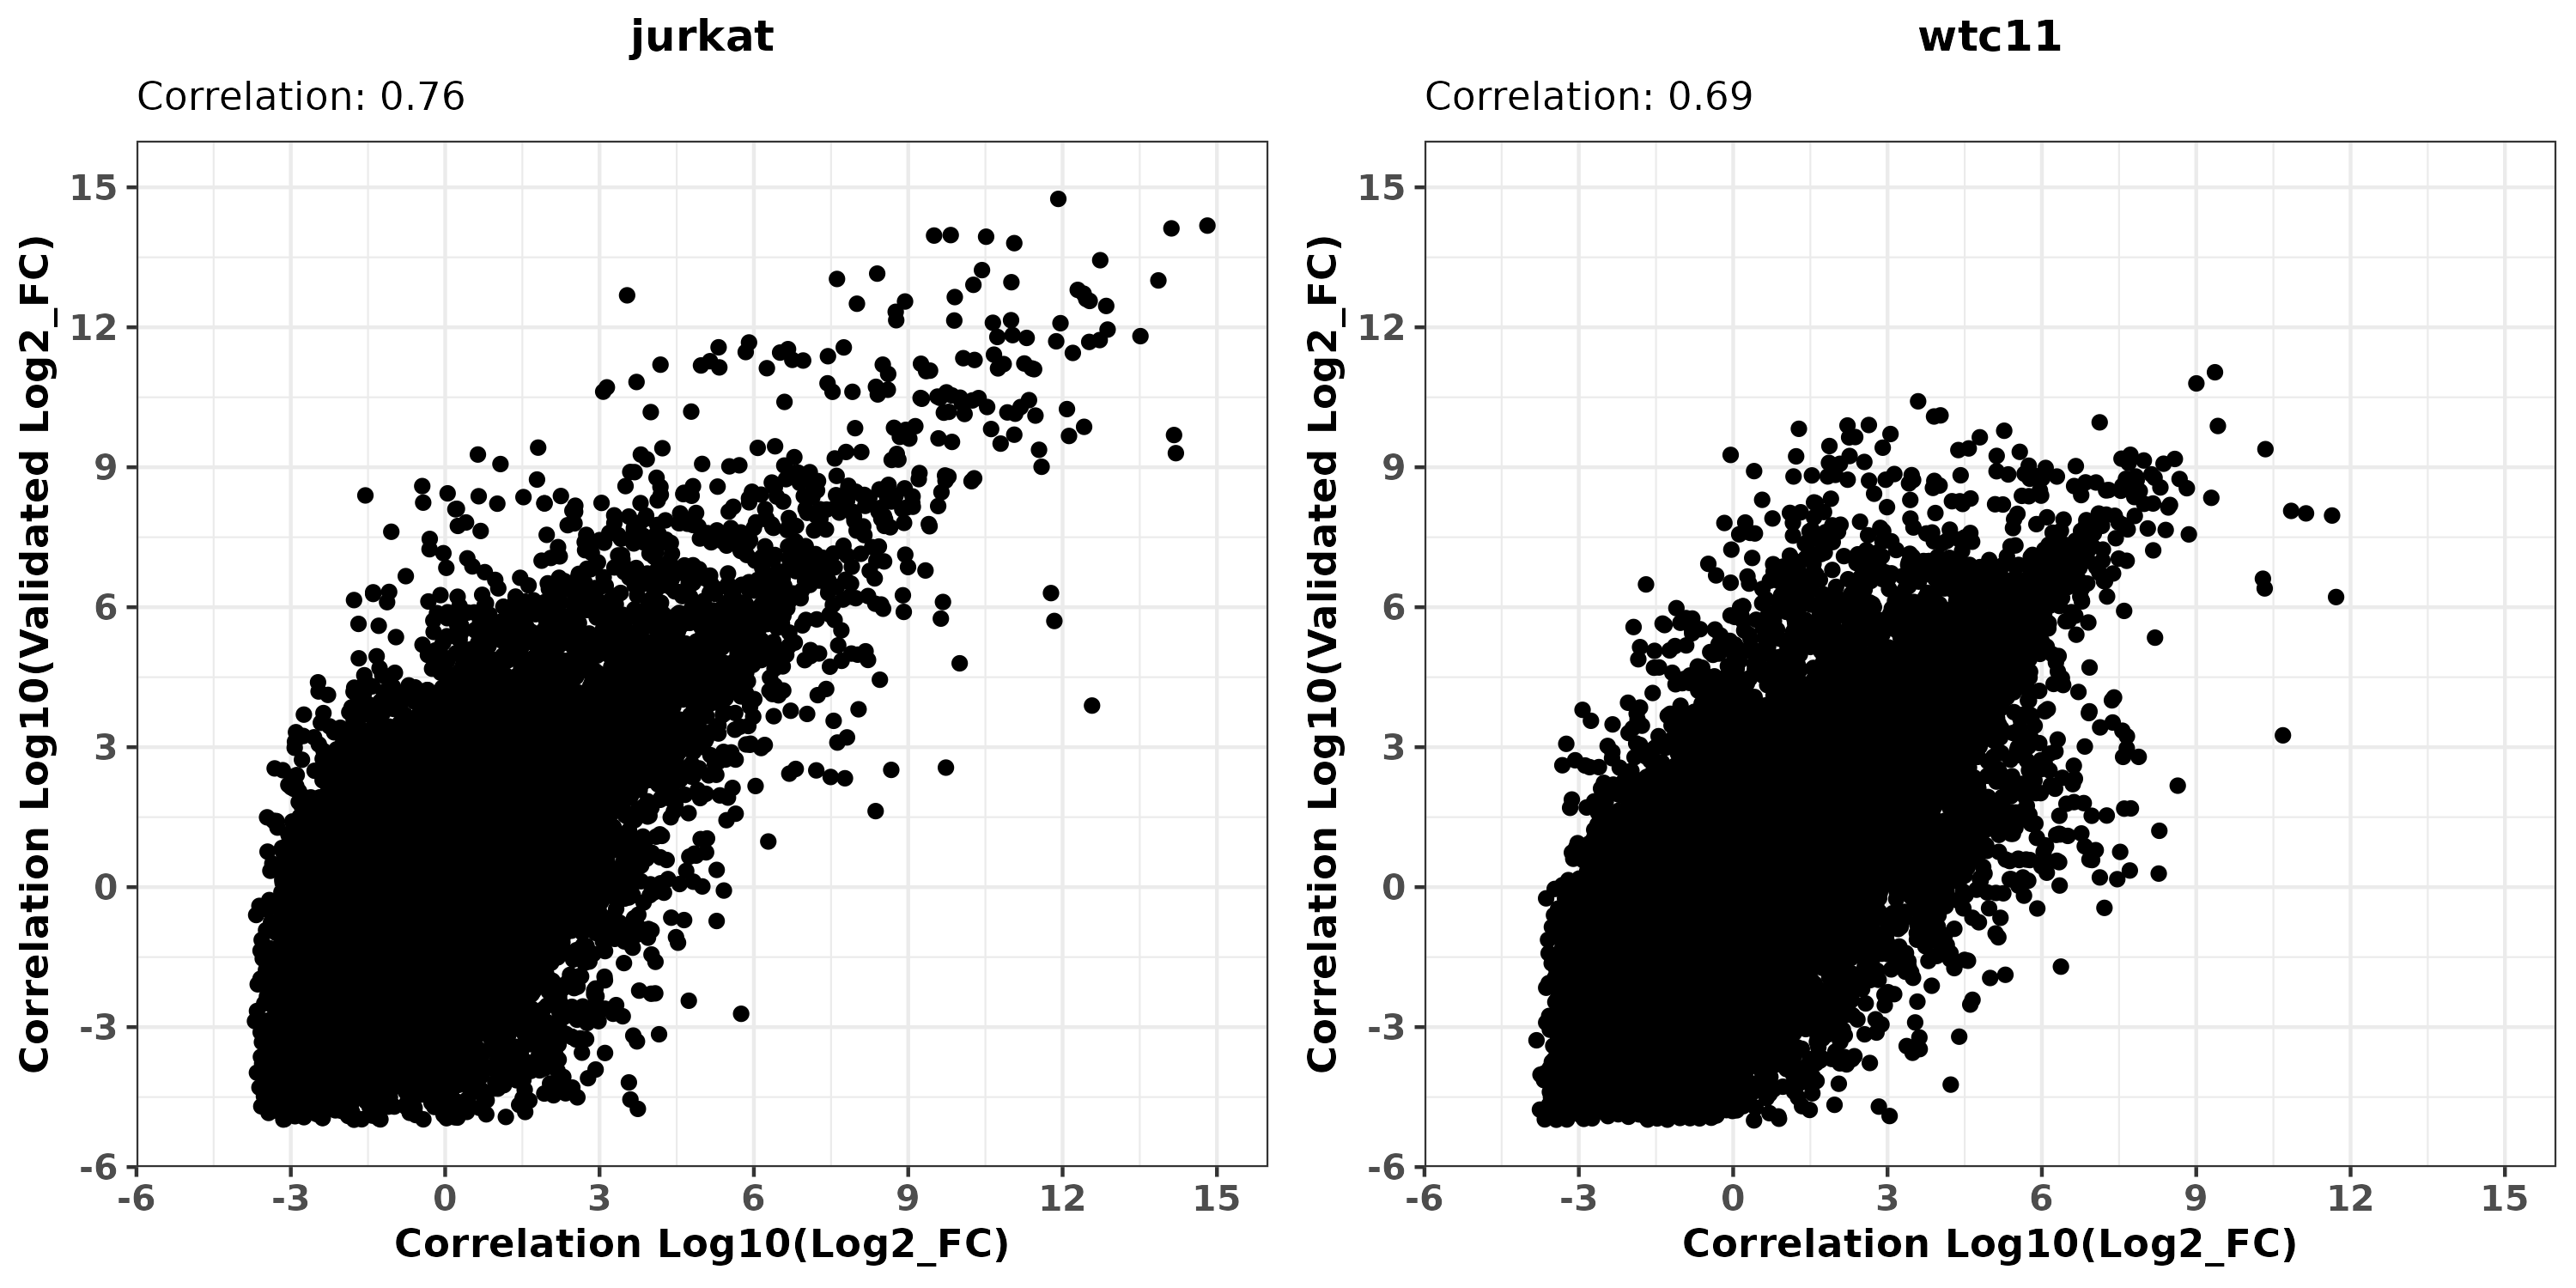 jurkat
Correlation: 0.76
Correlation Log10(Validated Log2_FC)
15
12
9
6
3
0
-3
-6
-6 -3 0 3 6 9 12 15
Correlation Log10(Log2_FC)
wtc11
Correlation: 0.69
Correlation Log10(Validated Log2_FC)
15
12
9
6
3
0
-3
-6
-6 -3 0 3 6 9 12 15
Correlation Log10(Log2_FC)